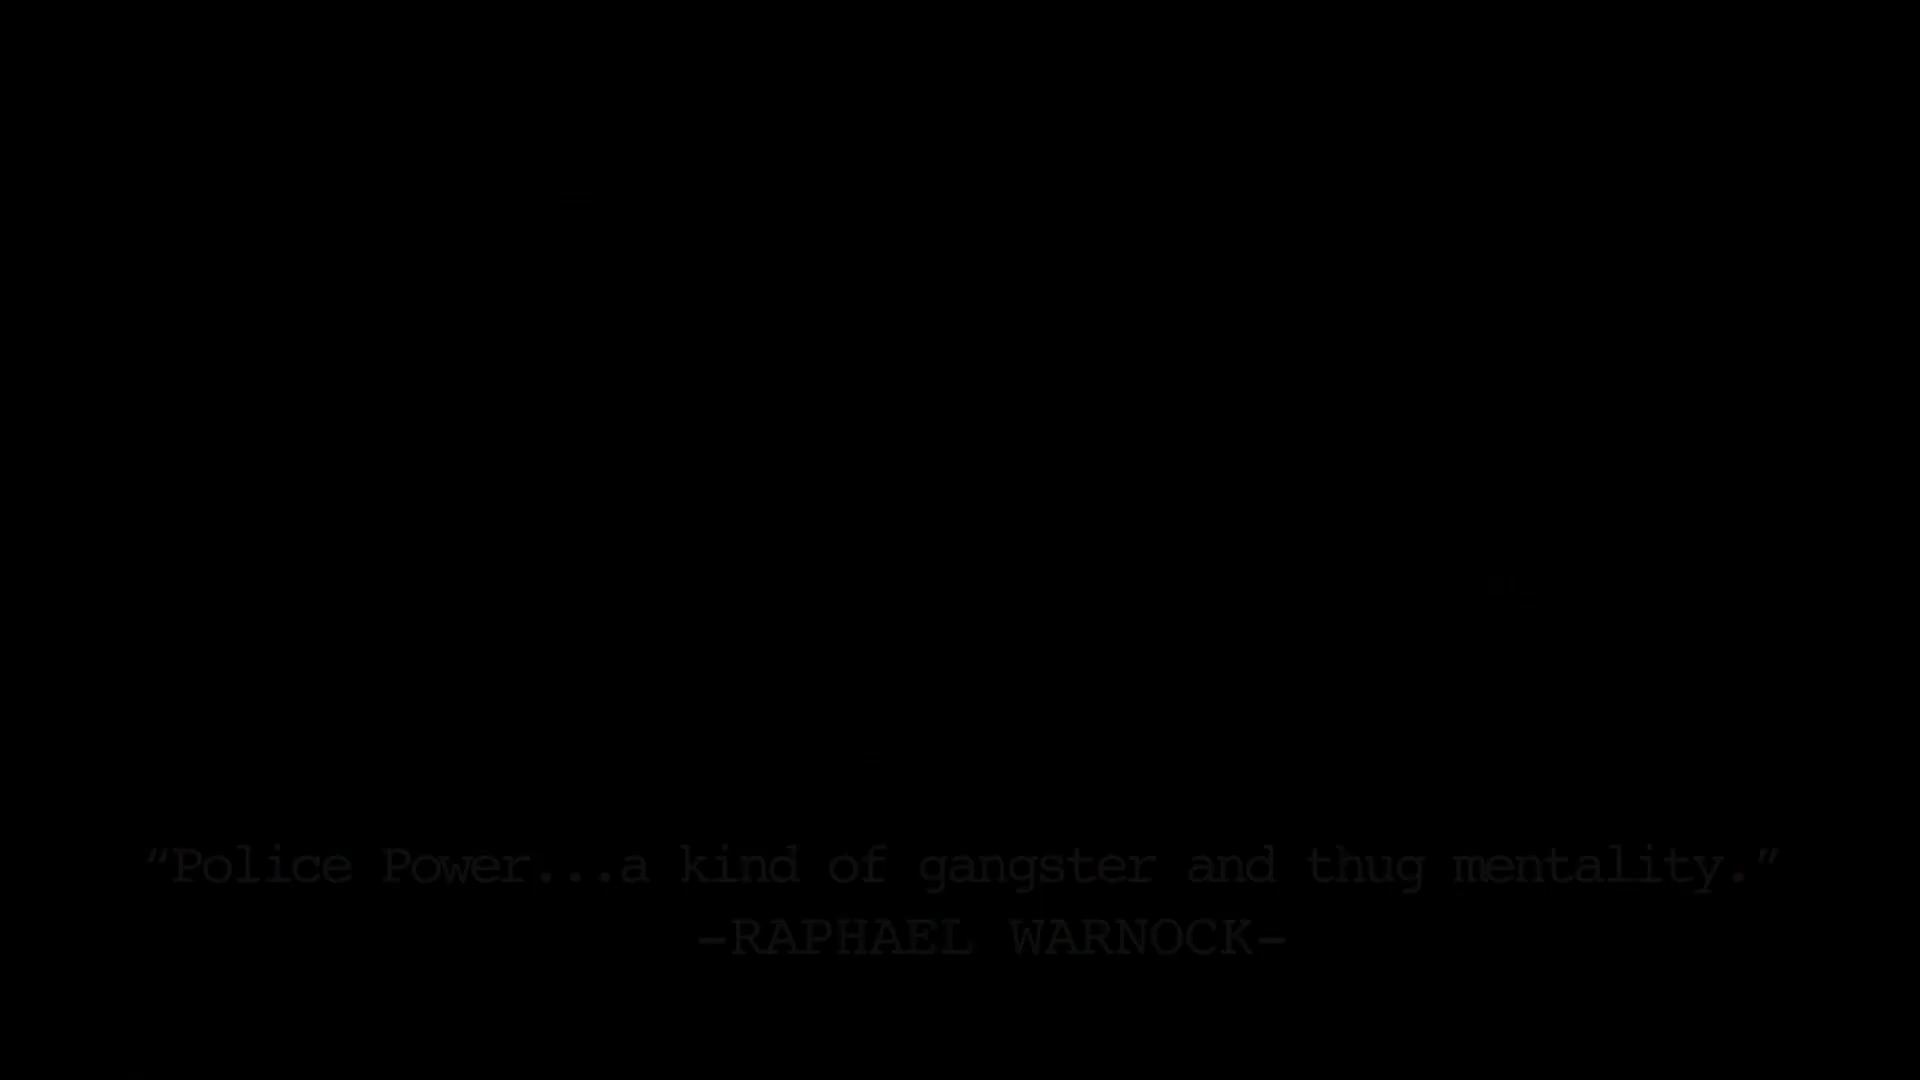 “Police Power...a kind of gangster and thug mentality.”
-RAPHAEL WARNOCK-